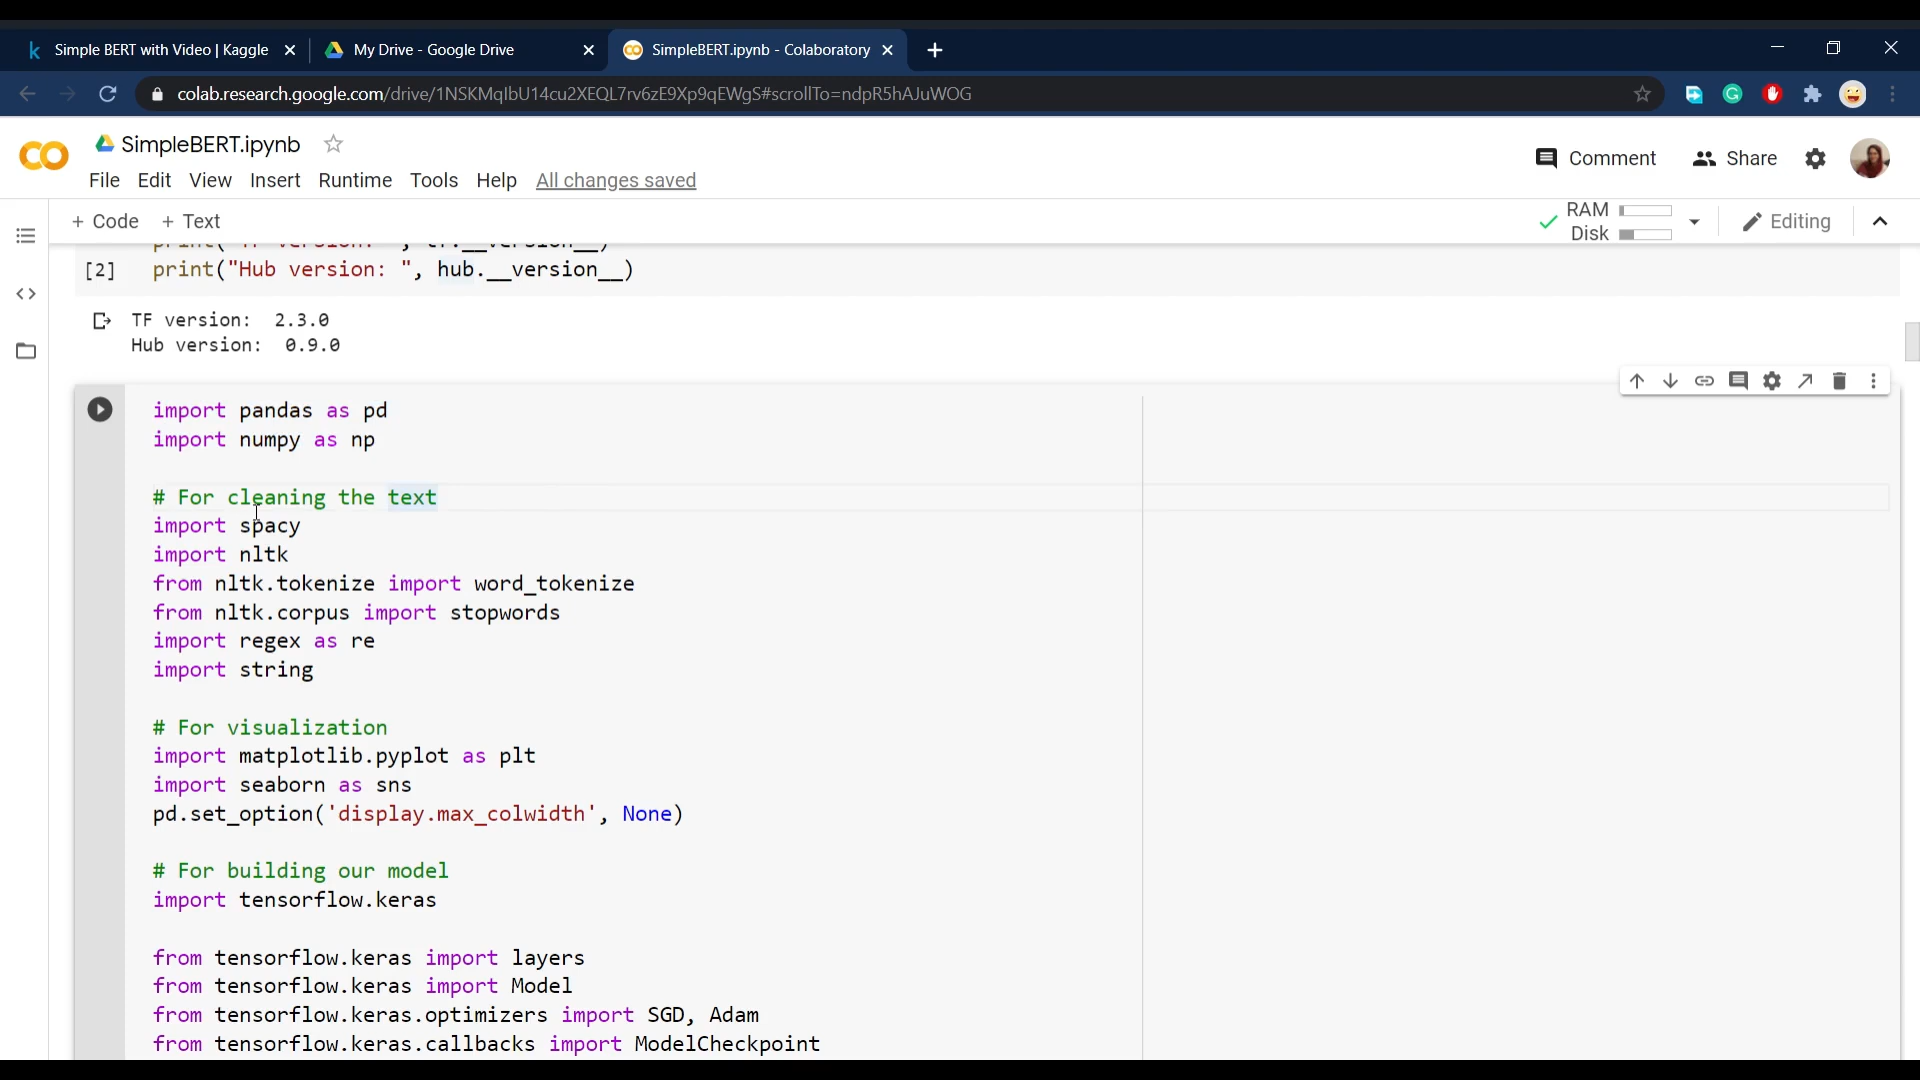 Simple BERT with Video | Kaggle
My Drive - Google Drive
SimpleBERT.ipynb - Colaboratory
colab.research.google.com/drive/1NSKMqlbU14cu2XEQL7rv6zE9Xp9qEWgS#scrollTo=ndpR5hAJuWOG
SimpleBERT.ipynb
Comment
Share
File Edit View Insert Runtime Tools Help All changes saved
+ Code + Text
RAM
Disk
Editing
print("TF version: ", tf.__version__)
[2] print("Hub version: ", hub.__version__)
TF version:  2.3.0
Hub version:  0.9.0
import pandas as pd
import numpy as np
# For cleaning the text
import spacy
import nltk
from nltk.tokenize import word_tokenize
from nltk.corpus import stopwords
import regex as re
import string
# For visualization
import matplotlib.pyplot as plt
import seaborn as sns
pd.set_option('display.max_colwidth', None)
# For building our model
import tensorflow.keras
from tensorflow.keras import layers
from tensorflow.keras import Model
from tensorflow.keras.optimizers import SGD, Adam
from tensorflow.keras.callbacks import ModelCheckpoint